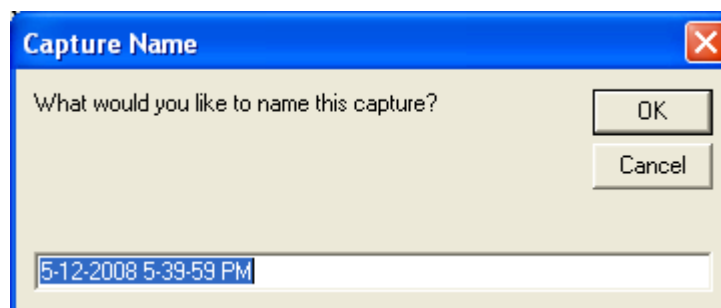 Capture Name
What would you like to name this capture?
OK
Cancel
5-12-2008 5-39-59 PM